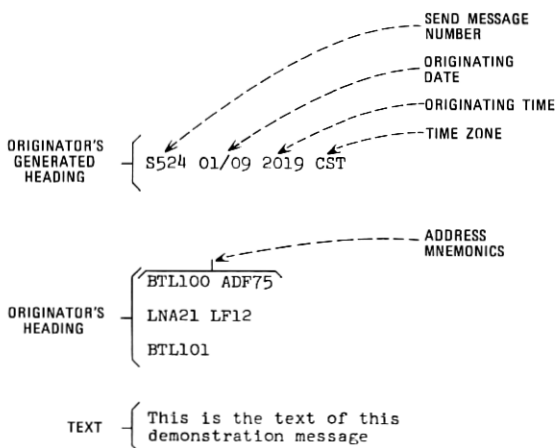 SEND MESSAGE
NUMBER
ORIGINATING
DATE
ORIGINATING TIME
TIME ZONE
ORIGINATOR'S
GENERATED
HEADING
S524 01/09 2019 CST
ADDRESS
MNEMONICS
ORIGINATOR'S
HEADING
BTL100 ADF75
LNA21 LF12
BTL101
TEXT
This is the text of this
demonstration message